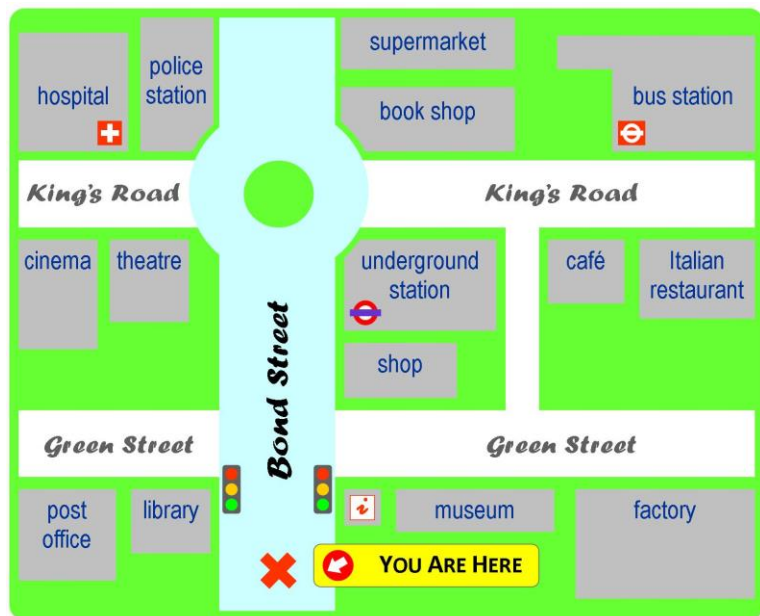 hospital
police
station
supermarket
book shop
bus station
King's Road
King's Road
cinema
theatre
underground
station
café
Italian
restaurant
Bond Street
shop
Green Street
Green Street
post
office
library
i
museum
factory
YOU ARE HERE